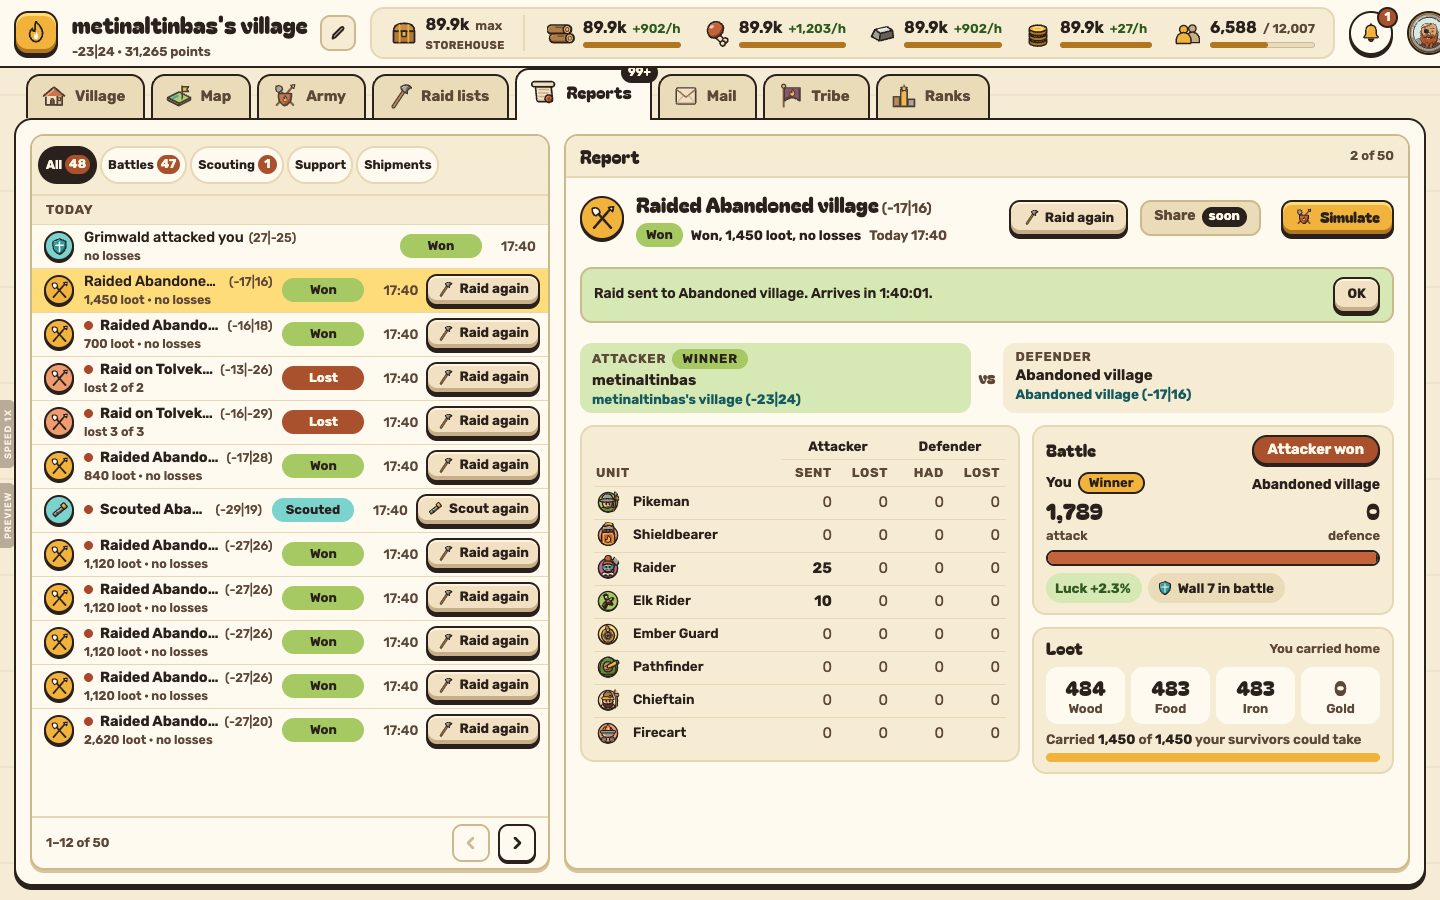 metinaltinbas's village
-23|24 • 31,265 points
89.9k max
STOREHOUSE
89.9k +902/h
89.9k +1,203/h
89.9k +902/h
89.9k +27/h
6,588 / 12,007
1
Village
Map
Army
Raid lists
Reports
99+
Mail
Tribe
Ranks
All 48
Battles 47
Scouting 1
Support
Shipments
TODAY
Grimwald attacked you (27|-25)
no losses
Won
17:40
Raided Abandone... (-17|16)
1,450 loot • no losses
Won
17:40
Raid again
Raided Abando... (-16|18)
700 loot • no losses
Won
17:40
Raid again
Raid on Tolvek... (-13|-26)
lost 2 of 2
Lost
17:40
Raid again
Raid on Tolvek... (-16|-29)
lost 3 of 3
Lost
17:40
Raid again
Raided Abando... (-17|28)
840 loot • no losses
Won
17:40
Raid again
Scouted Aba... (-29|19)
Scouted
17:40
Scout again
Raided Abando... (-27|26)
1,120 loot • no losses
Won
17:40
Raid again
Raided Abando... (-27|26)
1,120 loot • no losses
Won
17:40
Raid again
Raided Abando... (-27|26)
1,120 loot • no losses
Won
17:40
Raid again
Raided Abando... (-27|26)
1,120 loot • no losses
Won
17:40
Raid again
Raided Abando... (-27|20)
2,620 loot • no losses
Won
17:40
Raid again
1–12 of 50
SPEED 1X
PREVIEW
Report
2 of 50
Raided Abandoned village (-17|16)
Won Won, 1,450 loot, no losses Today 17:40
Raid again
Share soon
Simulate
Raid sent to Abandoned village. Arrives in 1:40:01.
OK
ATTACKER WINNER
metinaltinbas
metinaltinbas's village (-23|24)
vs
DEFENDER
Abandoned village
Abandoned village (-17|16)
Attacker Defender
UNIT SENT LOST HAD LOST
Pikeman 0 0 0 0
Shieldbearer 0 0 0 0
Raider 25 0 0 0
Elk Rider 10 0 0 0
Ember Guard 0 0 0 0
Pathfinder 0 0 0 0
Chieftain 0 0 0 0
Firecart 0 0 0 0
Battle
Attacker won
You Winner
Abandoned village
1,789 0
attack defence
Luck +2.3%
Wall 7 in battle
Loot
You carried home
484 483 483 0
Wood Food Iron Gold
Carried 1,450 of 1,450 your survivors could take